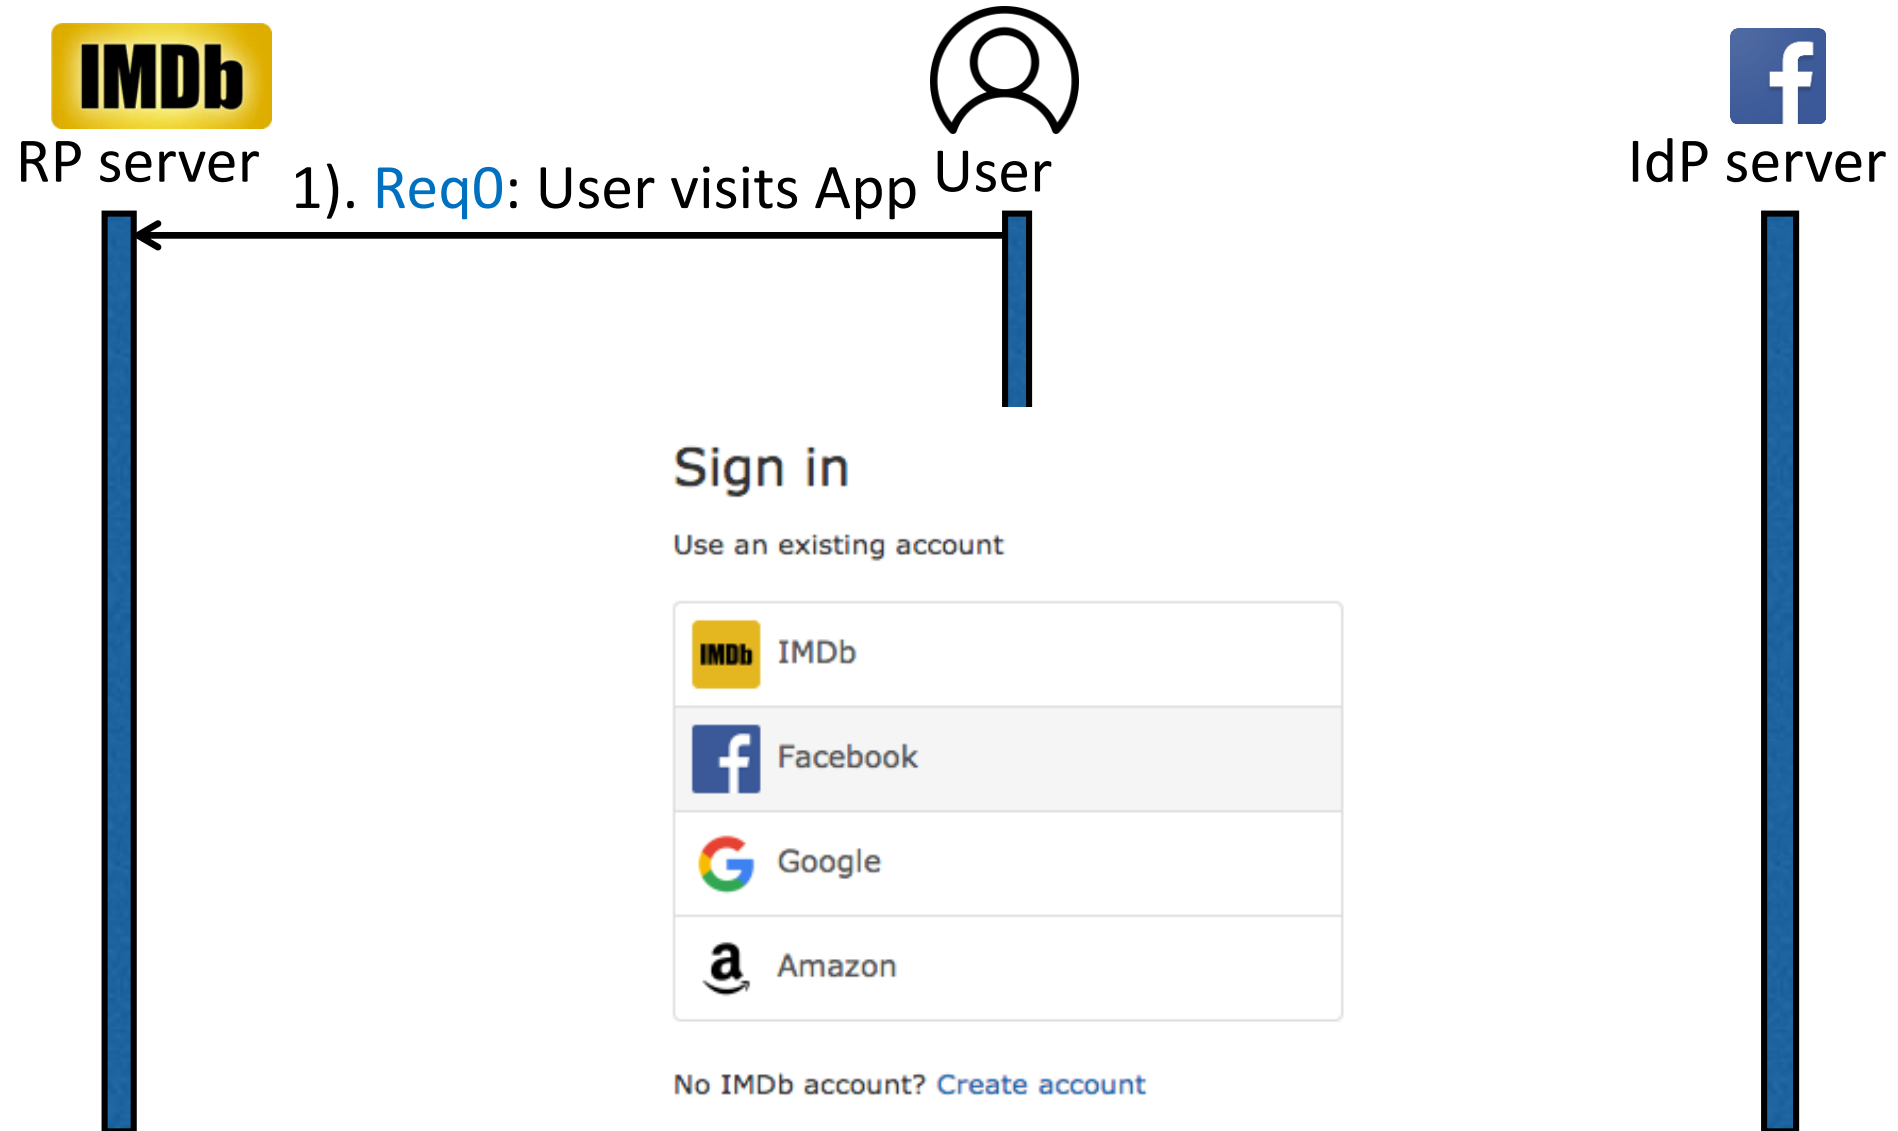 IMDb
RP server
1). Req0: User visits App
User
IdP server
Sign in
Use an existing account
IMDb IMDb
Facebook
Google
Amazon
No IMDb account? Create account